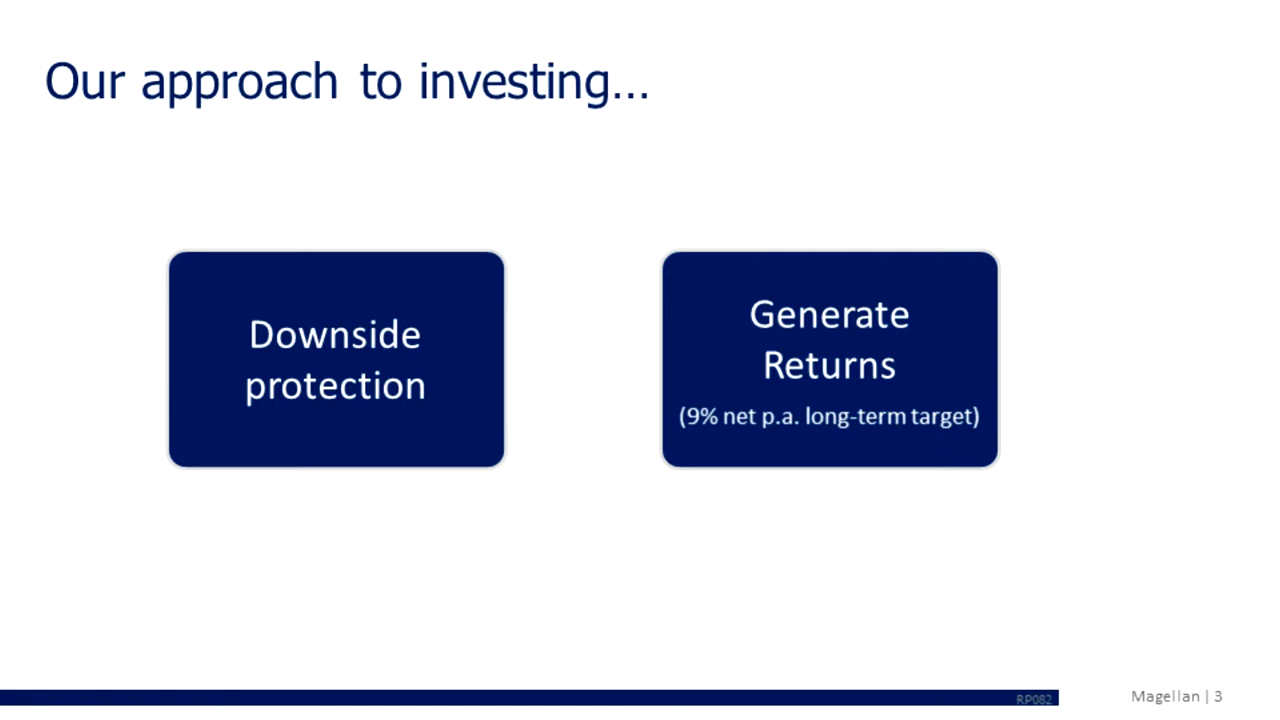 Our approach to investing...
Downside
protection
Generate
Returns
(9% net p.a. long-term target)
RP082
Magellan | 3